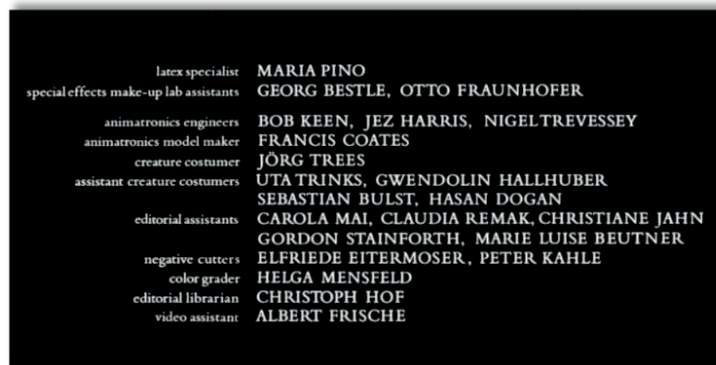 latex specialist MARIA PINO
special effects make-up lab assistants GEORG BESTLE, OTTO FRAUNHOFER
animatronics engineers BOB KEEN, JEZ HARRIS, NIGEL TREVESSEY
animatronics model maker FRANCIS COATES
creature costumer JÖRG TREES
assistant creature costumers UTA TRINKS, GWENDOLIN HALLHUBER
SEBASTIAN BULST, HASAN DOGAN
editorial assistants CAROLA MAI, CLAUDIA REMAK, CHRISTIANE JAHN
GORDON STAINFORTH, MARIE LUISE BEUTNER
negative cutters ELFRIEDE EITERMOSER, PETER KAHLE
color grader HELGA MENSFELD
editorial librarian CHRISTOPH HOF
video assistant ALBERT FRISCHE